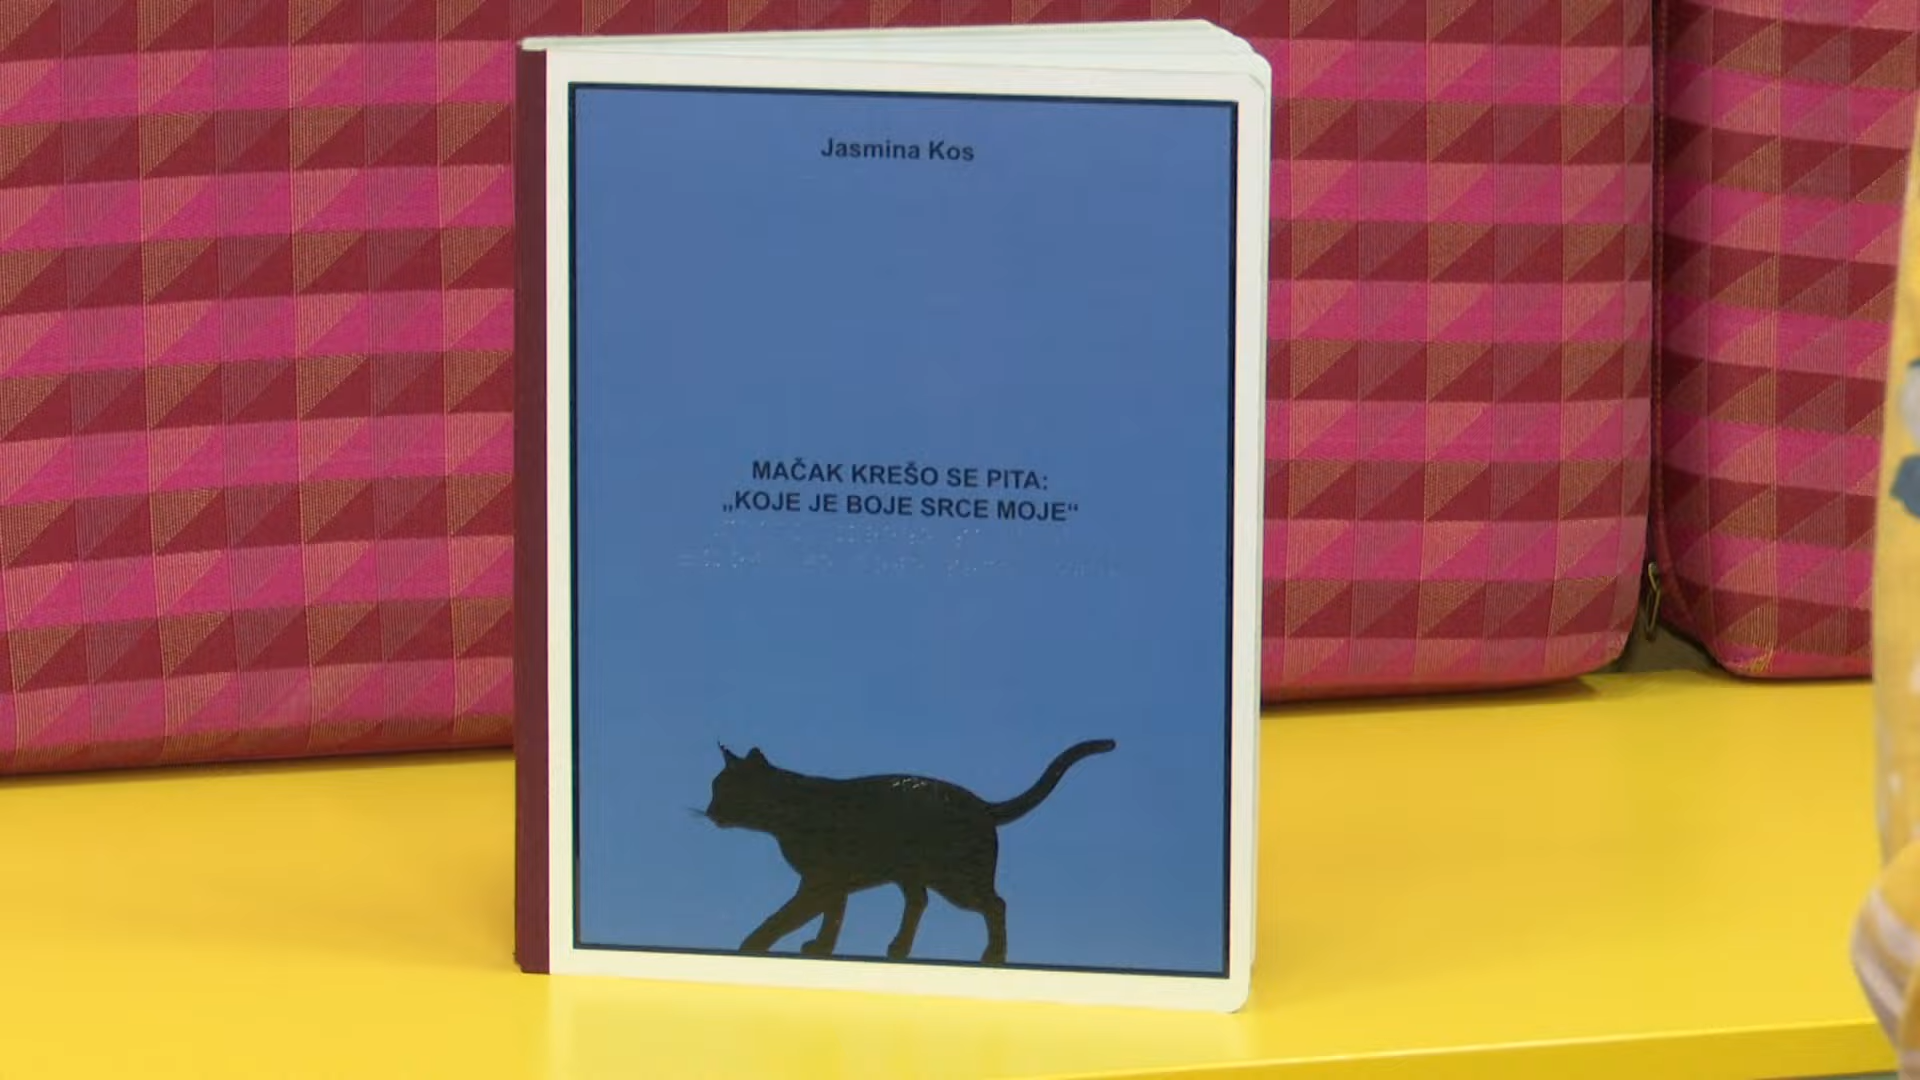 Jasmina Kos
MAČAK KREŠO SE PITA:
„KOJE JE BOJE SRCE MOJE“